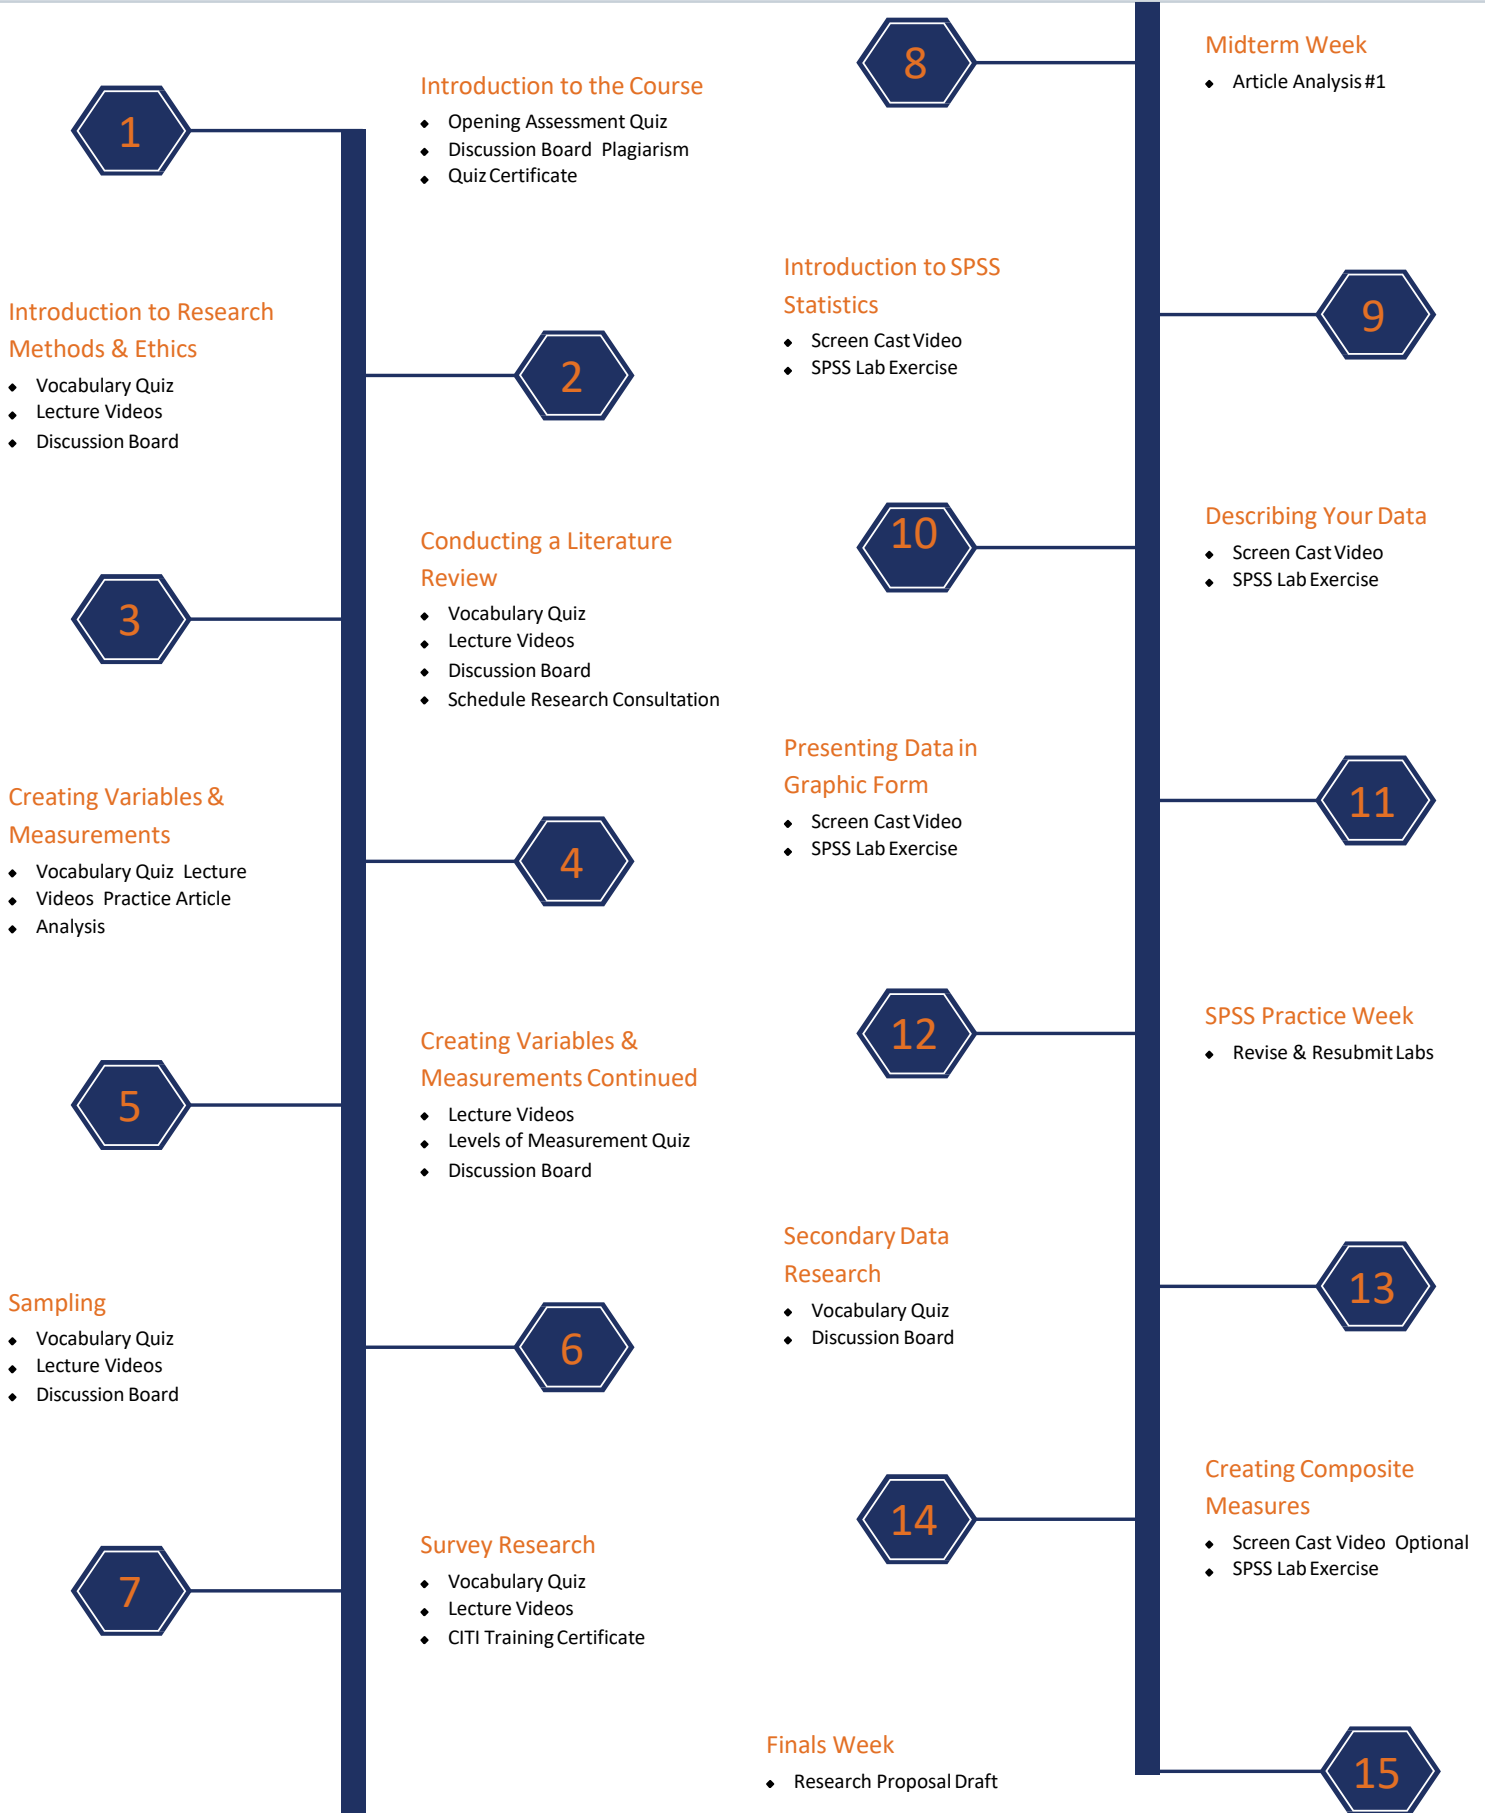 1
Introduction to the Course
Opening Assessment Quiz
Discussion Board Plagiarism
Quiz Certificate
Introduction to Research
Methods & Ethics
Vocabulary Quiz
Lecture Videos
Discussion Board
2
3
Conducting a Literature
Review
Vocabulary Quiz
Lecture Videos
Discussion Board
Schedule Research Consultation
Creating Variables &
Measurements
Vocabulary Quiz Lecture
Videos Practice Article
Analysis
4
5
Creating Variables &
Measurements Continued
Lecture Videos
Levels of Measurement Quiz
Discussion Board
Sampling
Vocabulary Quiz
Lecture Videos
Discussion Board
6
7
Survey Research
Vocabulary Quiz
Lecture Videos
CITI Training Certificate
8
Midterm Week
Article Analysis #1
Introduction to SPSS
Statistics
Screen Cast Video
SPSS Lab Exercise
9
10
Describing Your Data
Screen Cast Video
SPSS Lab Exercise
Presenting Data in
Graphic Form
Screen Cast Video
SPSS Lab Exercise
11
12
SPSS Practice Week
Revise & Resubmit Labs
Secondary Data
Research
Vocabulary Quiz
Discussion Board
13
14
Creating Composite
Measures
Screen Cast Video Optional
SPSS Lab Exercise
Finals Week
Research Proposal Draft
15